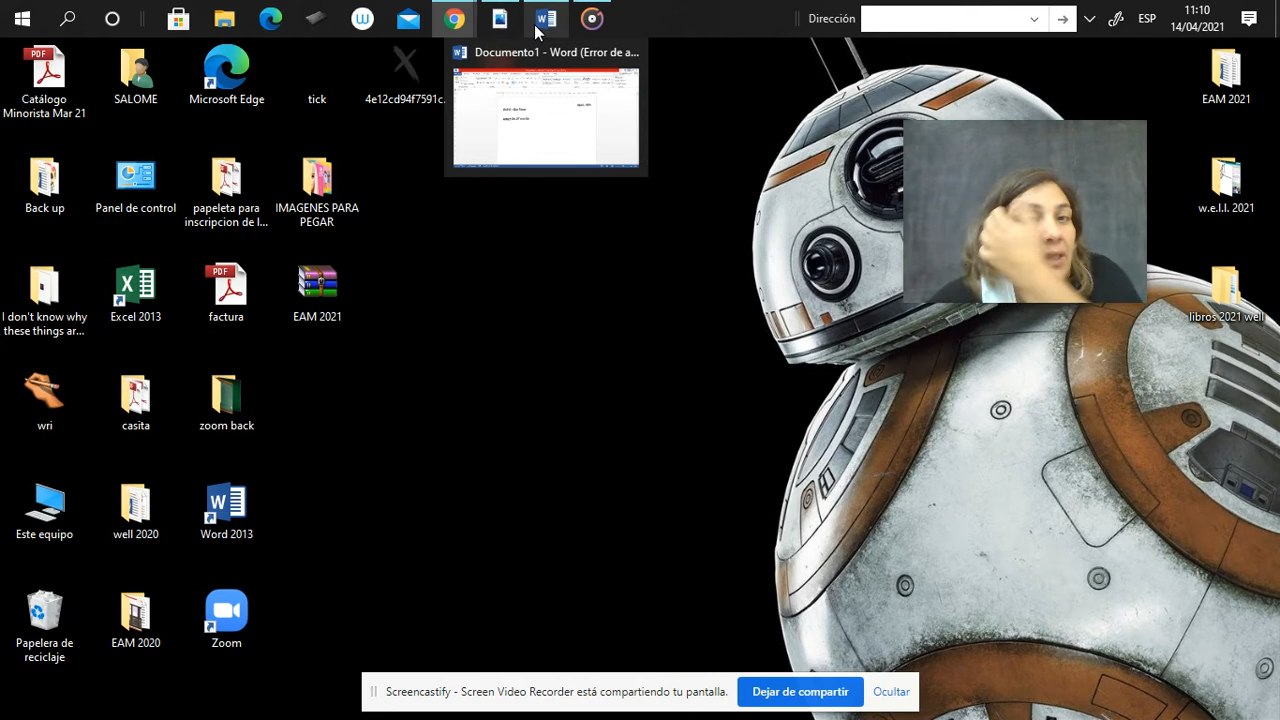 Dirección
ESP
11:10
14/04/2021
Documento1 - Word (Error de a...
Catálogo
SALOME
Microsoft Edge
tick
4e12cd94f7591c...
EAM 2021
Back up
Panel de control
papeleta para
inscripcion de l...
IMAGENES PARA
PEGAR
w.e.l.l. 2021
I don't know why
these things ar...
Excel 2013
factura
EAM 2021
libros 2021 well
wri
casita
zoom back
Este equipo
well 2020
Word 2013
Papelera de
reciclaje
EAM 2020
Zoom
Screencastify - Screen Video Recorder está compartiendo tu pantalla.
Dejar de compartir
Ocultar